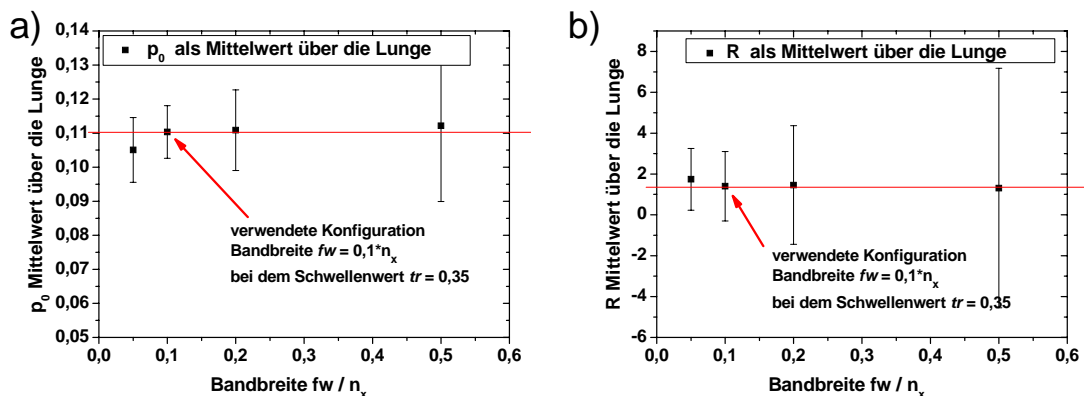 a)
p₀ als Mittelwert über die Lunge
p₀ Mittelwert über die Lunge
0,14
0,13
0,12
0,11
0,10
0,09
0,08
0,07
0,06
0,05
verwendete Konfiguration
Bandbreite fw = 0,1*nₓ
bei dem Schwellenwert tr = 0,35
0,0 0,1 0,2 0,3 0,4 0,5 0,6
Bandbreite fw / nₓ
b)
R als Mittelwert über die Lunge
R Mittelwert über die Lunge
8
6
4
2
0
-2
-4
-6
verwendete Konfiguration
Bandbreite fw = 0,1*nₓ
bei dem Schwellenwert tr = 0,35
0,0 0,1 0,2 0,3 0,4 0,5 0,6
Bandbreite fw / nₓ